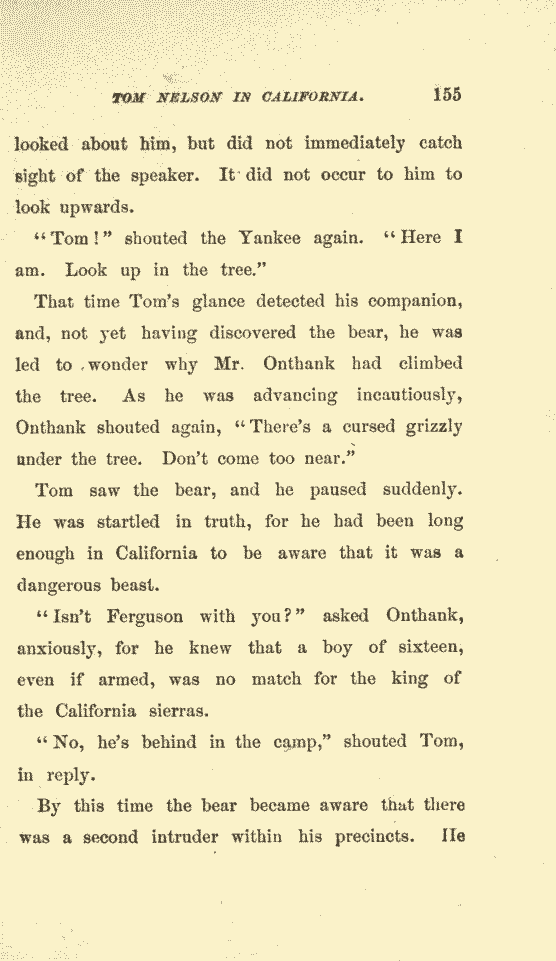 TOM NELSON IN CALIFORNIA. 155
looked about him, but did not immediately catch
sight of the speaker. It did not occur to him to
look upwards.
"Tom!" shouted the Yankee again. "Here I
am. Look up in the tree."
That time Tom's glance detected his companion,
and, not yet having discovered the bear, he was
led to wonder why Mr. Onthank had climbed
the tree. As he was advancing incautiously,
Onthank shouted again, "There's a cursed grizzly
under the tree. Don't come too near."
Tom saw the bear, and he paused suddenly.
He was startled in truth, for he had been long
enough in California to be aware that it was a
dangerous beast.
"Isn't Ferguson with you?" asked Onthank,
anxiously, for he knew that a boy of sixteen,
even if armed, was no match for the king of
the California sierras.
"No, he's behind in the camp," shouted Tom,
in reply.
By this time the bear became aware that there
was a second intruder within his precincts. He